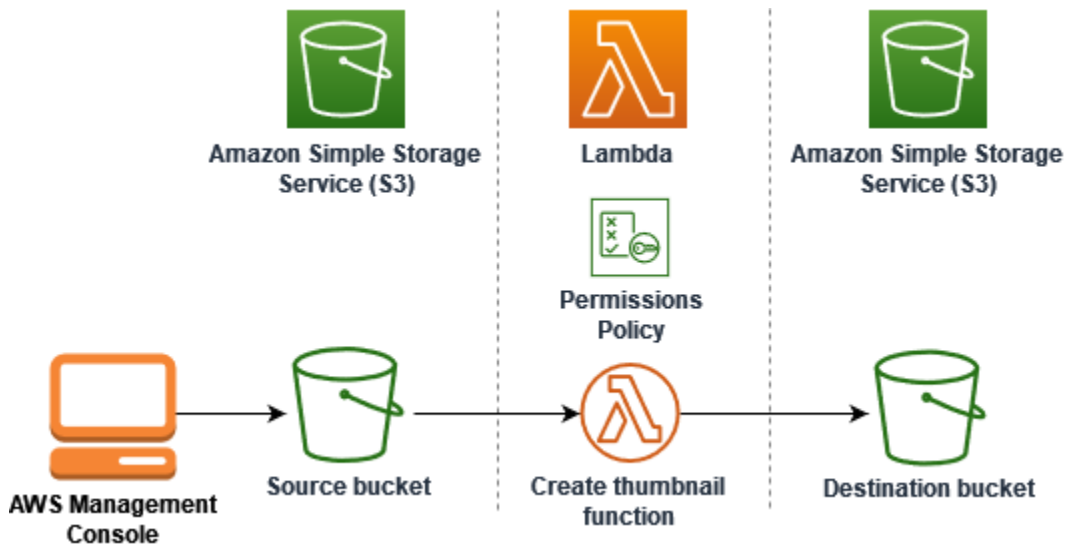 Amazon Simple Storage
Service (S3)
Lambda
Amazon Simple Storage
Service (S3)
Permissions
Policy
AWS Management
Console
Source bucket
Create thumbnail
function
Destination bucket